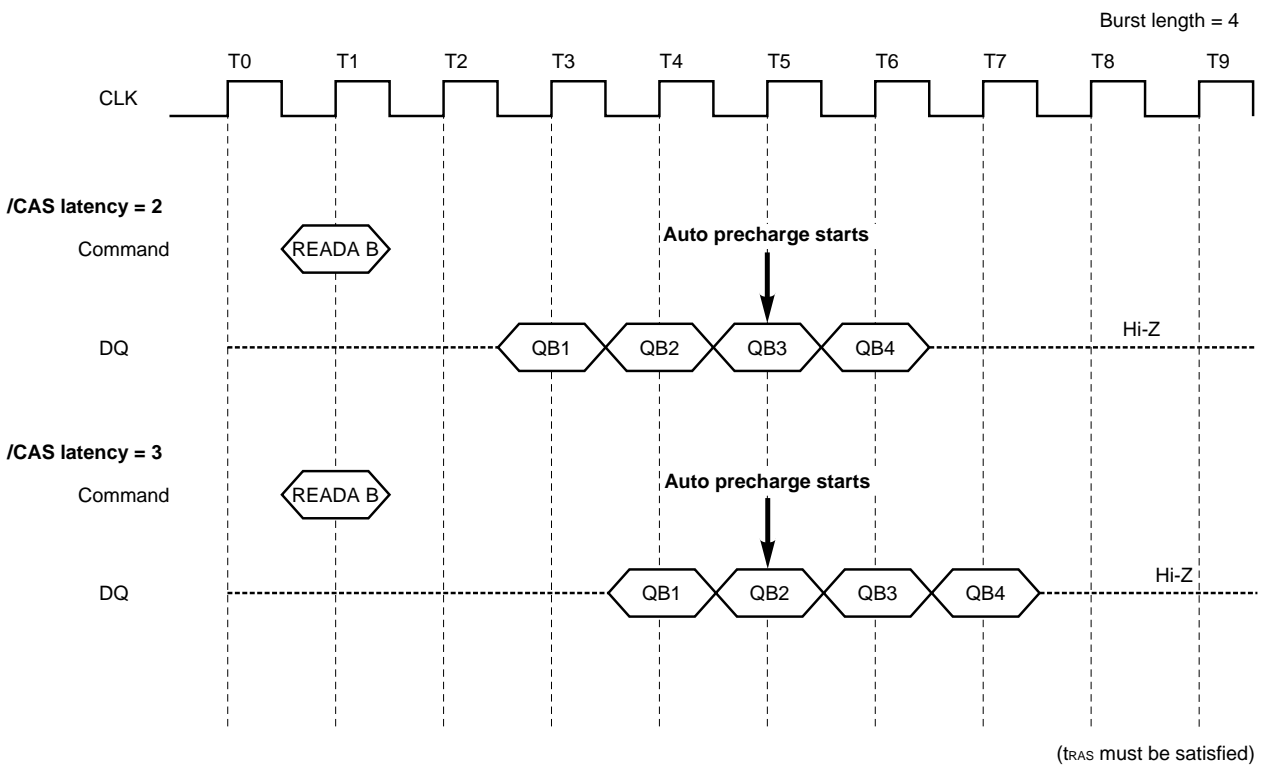 Burst length = 4
T0 T1 T2 T3 T4 T5 T6 T7 T8 T9
CLK
/CAS latency = 2
Command READA B Auto precharge starts
DQ QB1 QB2 QB3 QB4 Hi-Z
/CAS latency = 3
Command READA B Auto precharge starts
DQ QB1 QB2 QB3 QB4 Hi-Z
(tRAS must be satisfied)